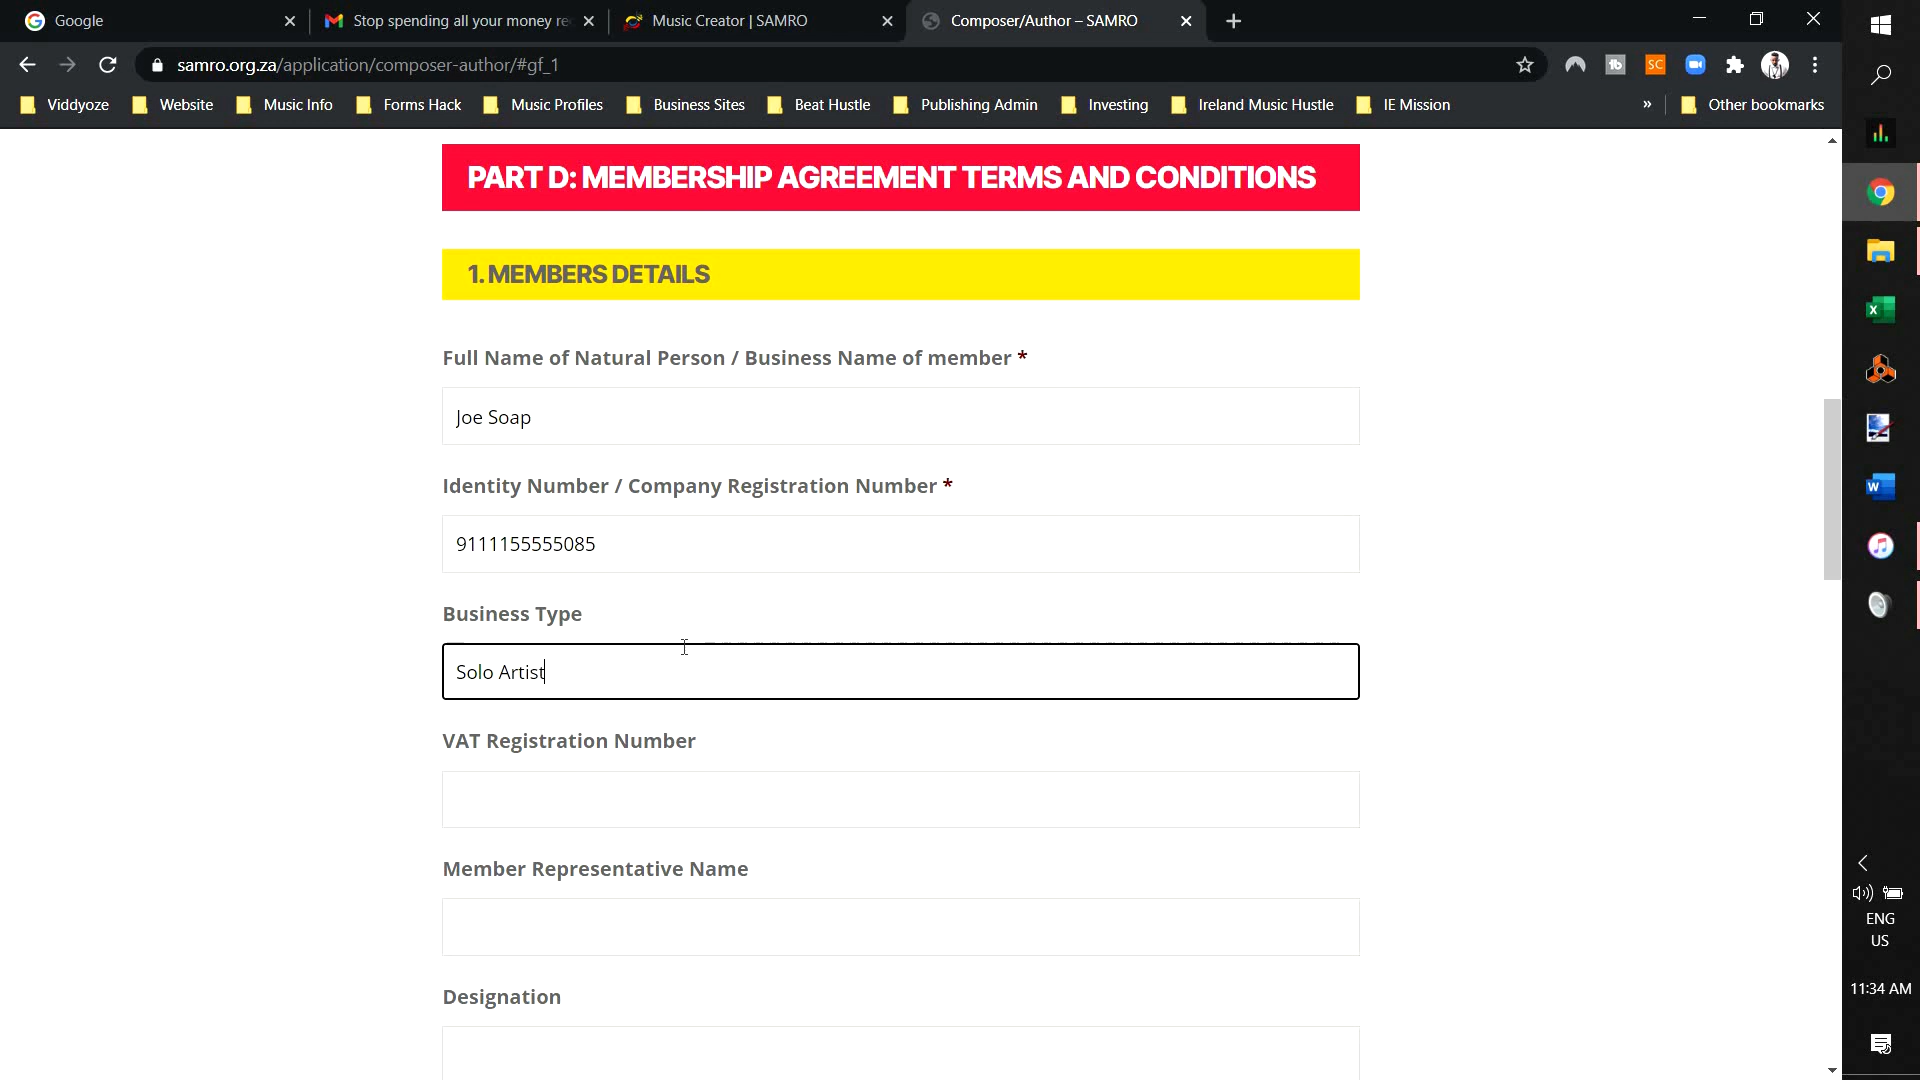 Google
Stop spending all your money re
Music Creator | SAMRO
Composer/Author – SAMRO
samro.org.za/application/composer-author/#gf_1
Viddyoze
Website
Music Info
Forms Hack
Music Profiles
Business Sites
Beat Hustle
Publishing Admin
Investing
Ireland Music Hustle
IE Mission
»
Other bookmarks
PART D: MEMBERSHIP AGREEMENT TERMS AND CONDITIONS
1. MEMBERS DETAILS
Full Name of Natural Person / Business Name of member *
Joe Soap
Identity Number / Company Registration Number *
9111155555085
Business Type
Solo Artist
VAT Registration Number
Member Representative Name
Designation
ENG
US
11:34 AM